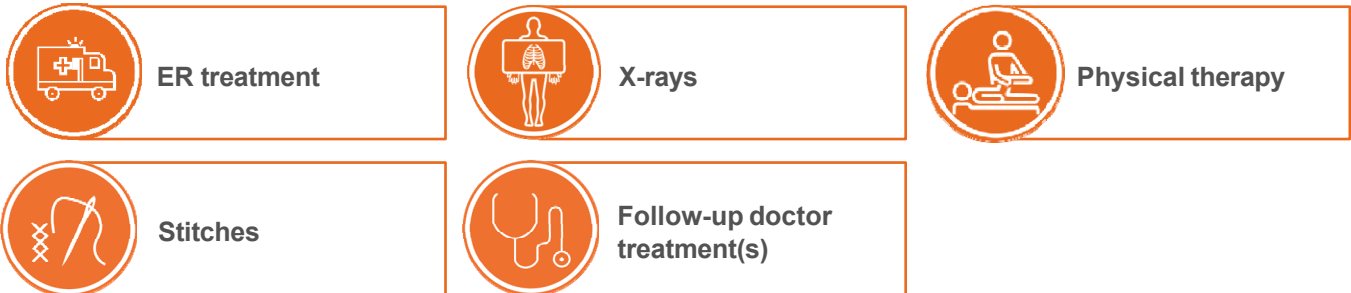 ER treatment
X-rays
Physical therapy
Stitches
Follow-up doctor
treatment(s)